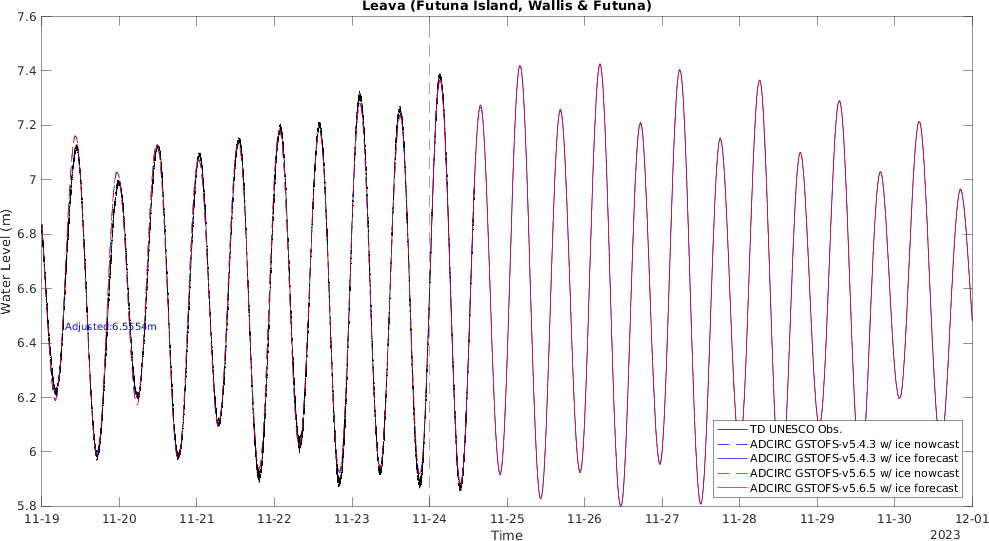 Leava (Futuna Island, Wallis & Futuna)
Water Level (m)
7.6
7.4
7.2
7
6.8
6.6
6.4
6.2
6
5.8
Adjusted:6.5554m
TD UNESCO Obs.
ADCIRC GSTOFS-v5.4.3 w/ ice nowcast
ADCIRC GSTOFS-v5.4.3 w/ ice forecast
ADCIRC GSTOFS-v5.6.5 w/ ice nowcast
ADCIRC GSTOFS-v5.6.5 w/ ice forecast
11-19 11-20 11-21 11-22 11-23 11-24 11-25 11-26 11-27 11-28 11-29 11-30 12-01
Time
2023